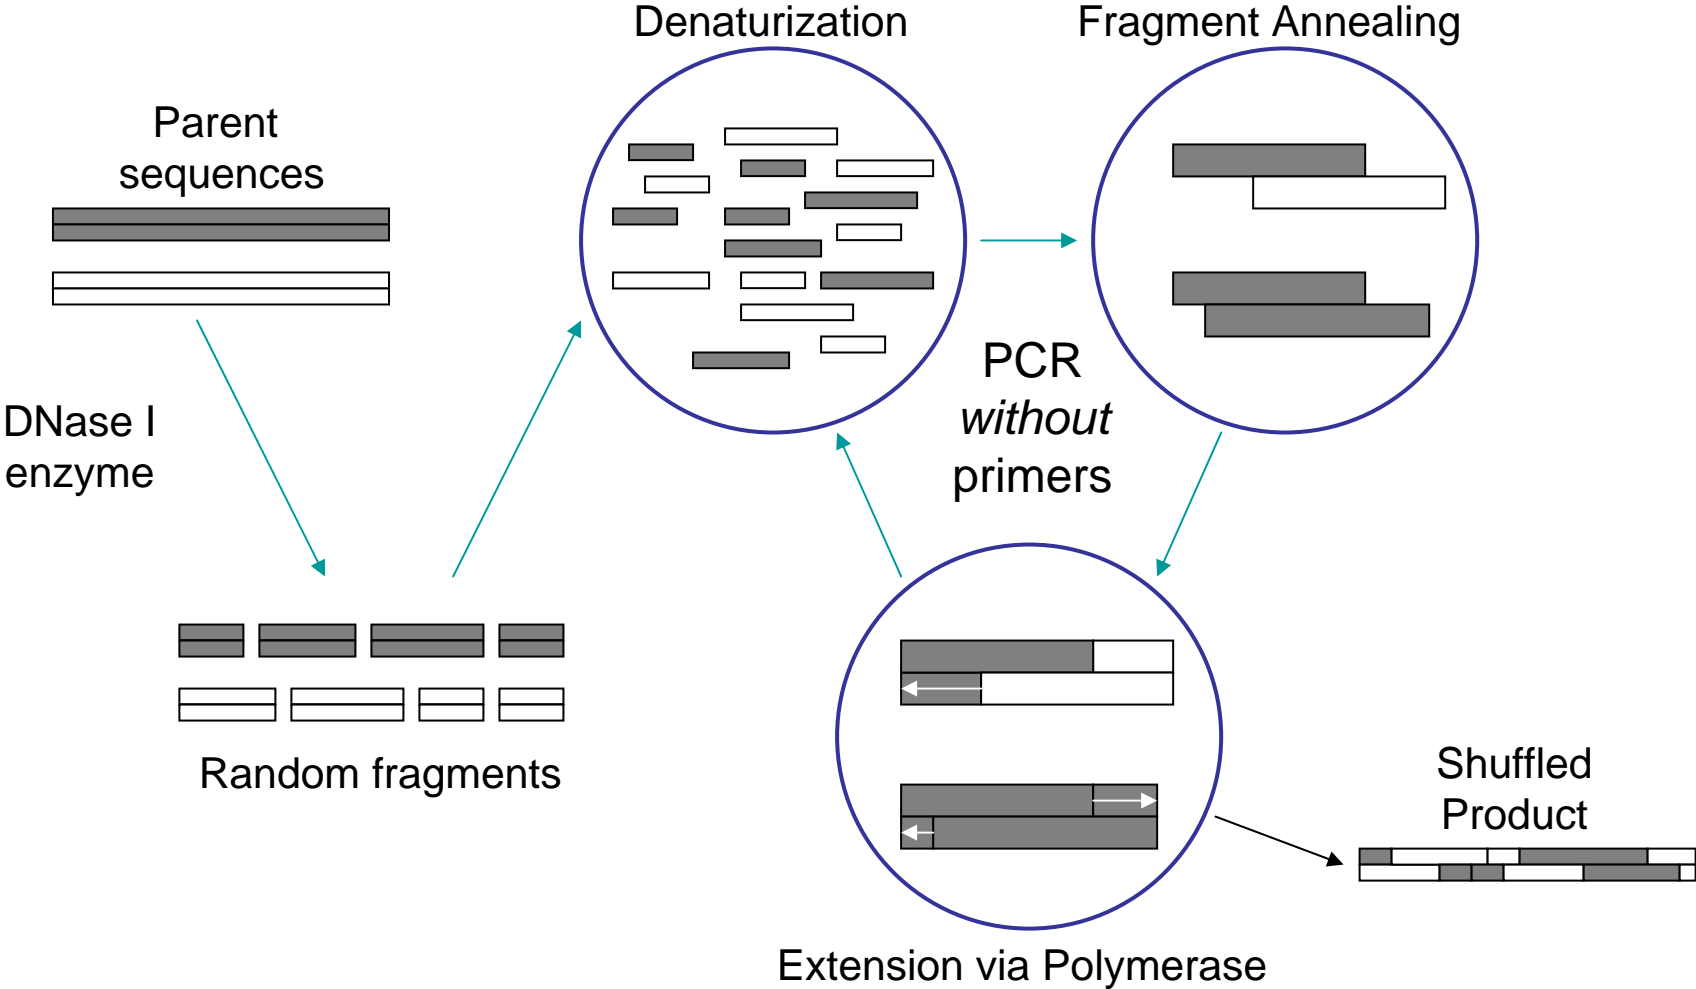 Denaturization
Fragment Annealing
Parent
sequences
DNase I
enzyme
PCR
without
primers
Random fragments
Shuffled
Product
Extension via Polymerase